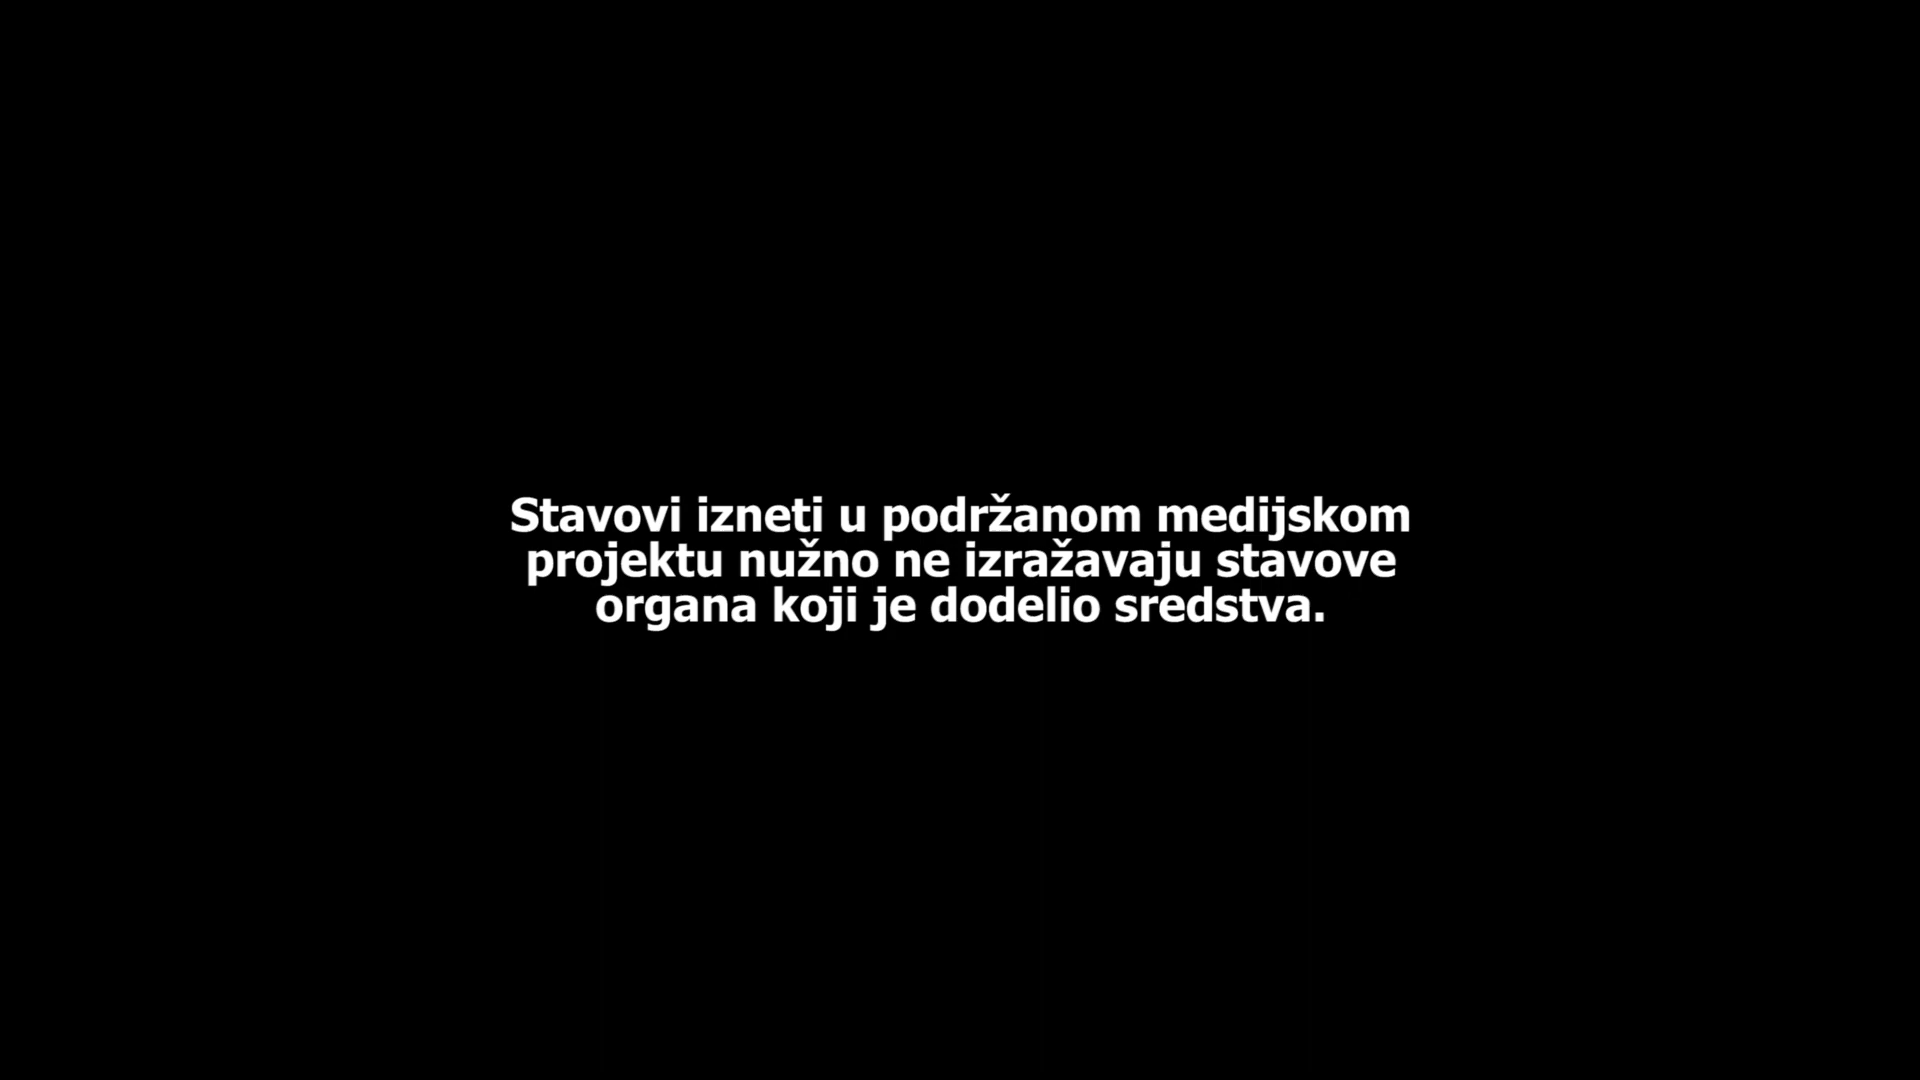 Stavovi izneti u podržanom medijskom
projektu nužno ne izražavaju stavove
organa koji je dodelio sredstva.